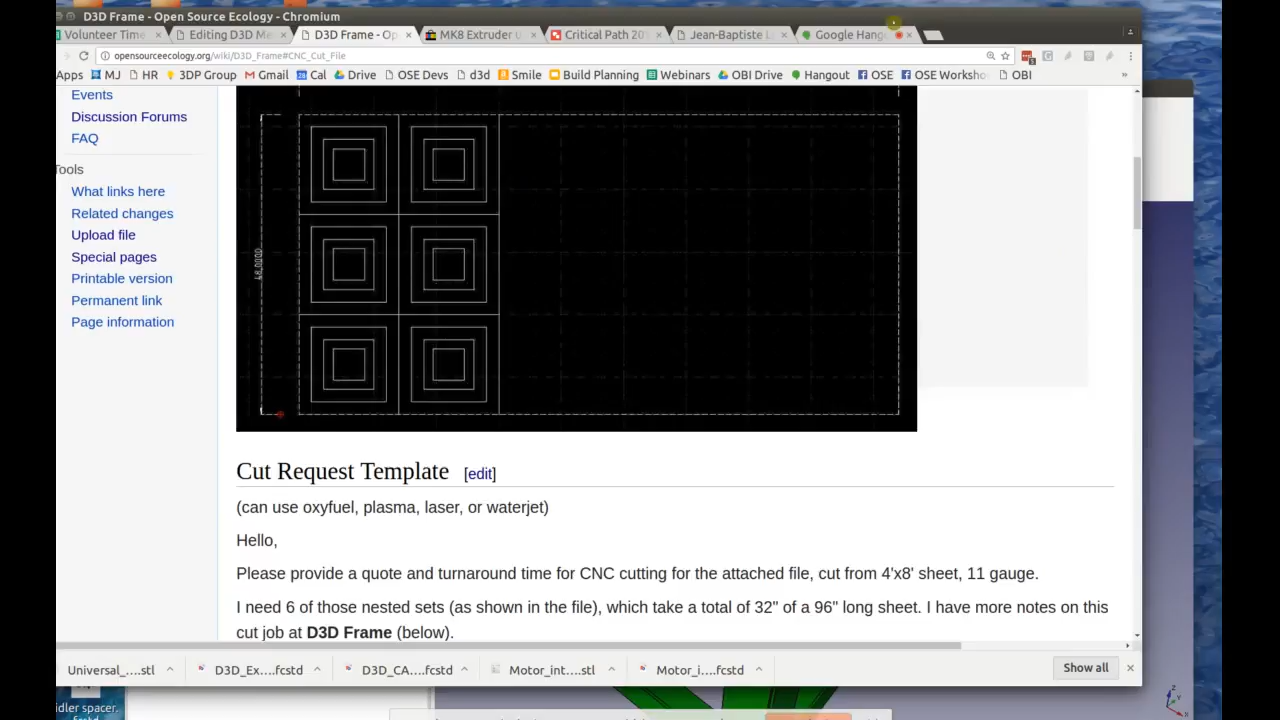 D3D Frame - Open Source Ecology - Chromium
Volunteer Time
Editing D3D Me
D3D Frame - Op
MK8 Extruder u
Critical Path 20
Jean-Baptiste L
Google Hang
opensourceecology.org/wiki/D3D_Frame#CNC_Cut_File
Apps MJ HR 3DP Group Gmail Cal Drive OSE Devs d3d Smile Build Planning Webinars OBI Drive Hangout OSE OSE Worksho OBI »
Events
Discussion Forums
FAQ
Tools
What links here
Related changes
Upload file
Special pages
Printable version
Permanent link
Page information
48.0000
Cut Request Template [edit]
(can use oxyfuel, plasma, laser, or waterjet)
Hello,
Please provide a quote and turnaround time for CNC cutting for the attached file, cut from 4'x8' sheet, 11 gauge.
I need 6 of those nested sets (as shown in the file), which take a total of 32" of a 96" long sheet. I have more notes on this
cut job at D3D Frame (below).
Universal_....stl
D3D_Ex....fcstd
D3D_CA....fcstd
Motor_int....stl
Motor_i....fcstd
Show all
idler spacer.
fcstd
Z
Y
X